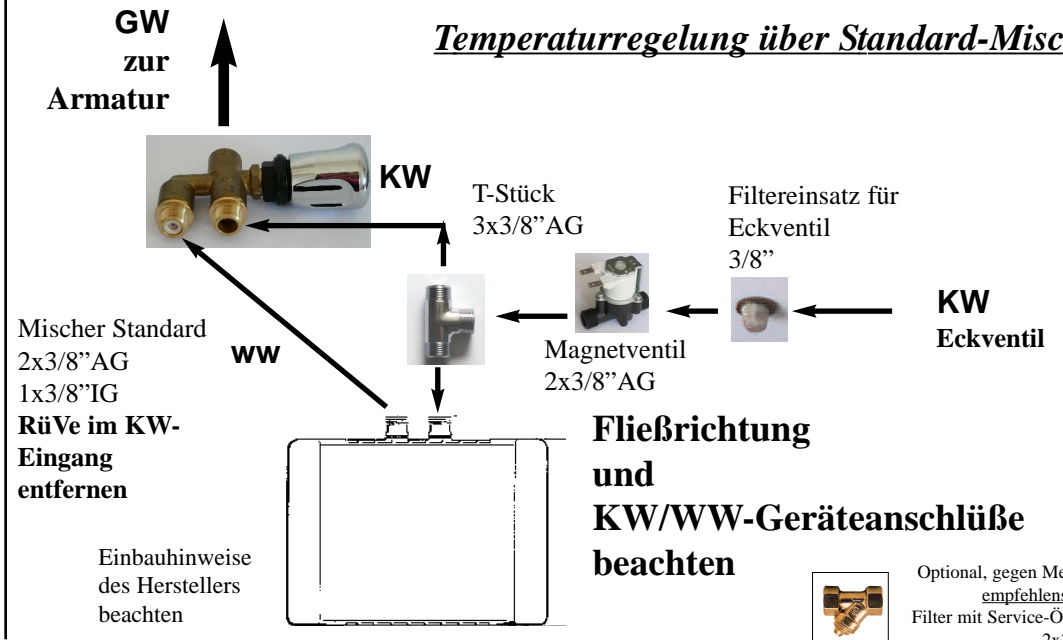 GW
zur
Armatur
Temperaturregelung über Standard-Misc
KW
T-Stück
3x3/8”AG
Filtereinsatz für
Eckventil
3/8”
KW
Eckventil
Magnetventil
2x3/8”AG
Mischer Standard
2x3/8”AG
1x3/8”IG
RüVe im KW-
Eingang
entfernen
WW
Fließrichtung
und
KW/WW-Geräteanschlüße
beachten
Einbauhinweise
des Herstellers
beachten
Optional, gegen Me
empfehlens
Filter mit Service-Ö